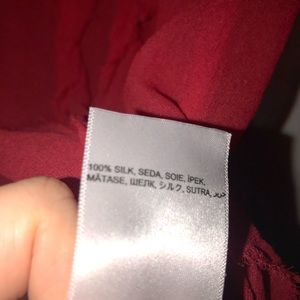 100% SILK, SEDA, SOIE, İPEK,
MĂTASE, ШЕЛК, シルク, SUTRA,